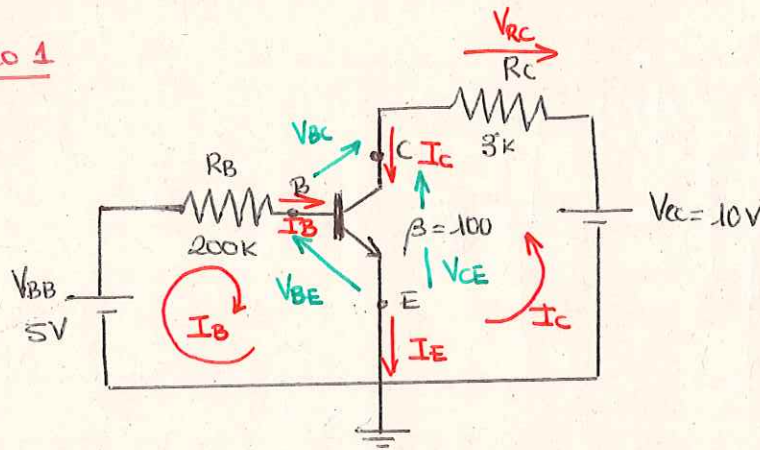 o 1
VRC
RC
3K
VBC
C IC
RB
B
IB
200K
β=100
VCC=10V
VBB
5V
VBE
VCE
E
IB
IC
IE